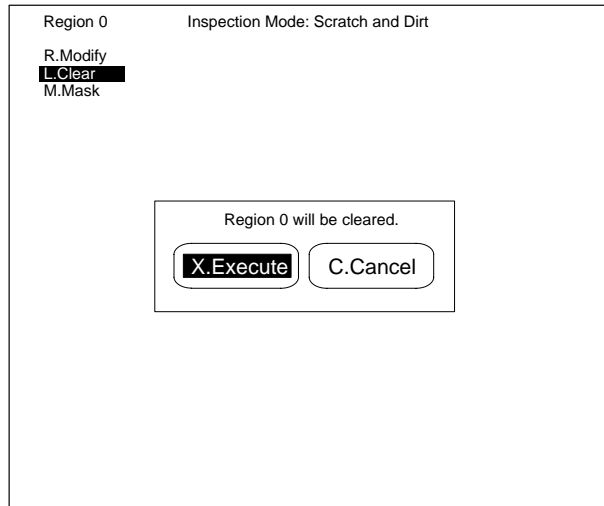 Region 0 Inspection Mode: Scratch and Dirt
R.Modify
L.Clear
M.Mask
Region 0 will be cleared.
X.Execute C.Cancel